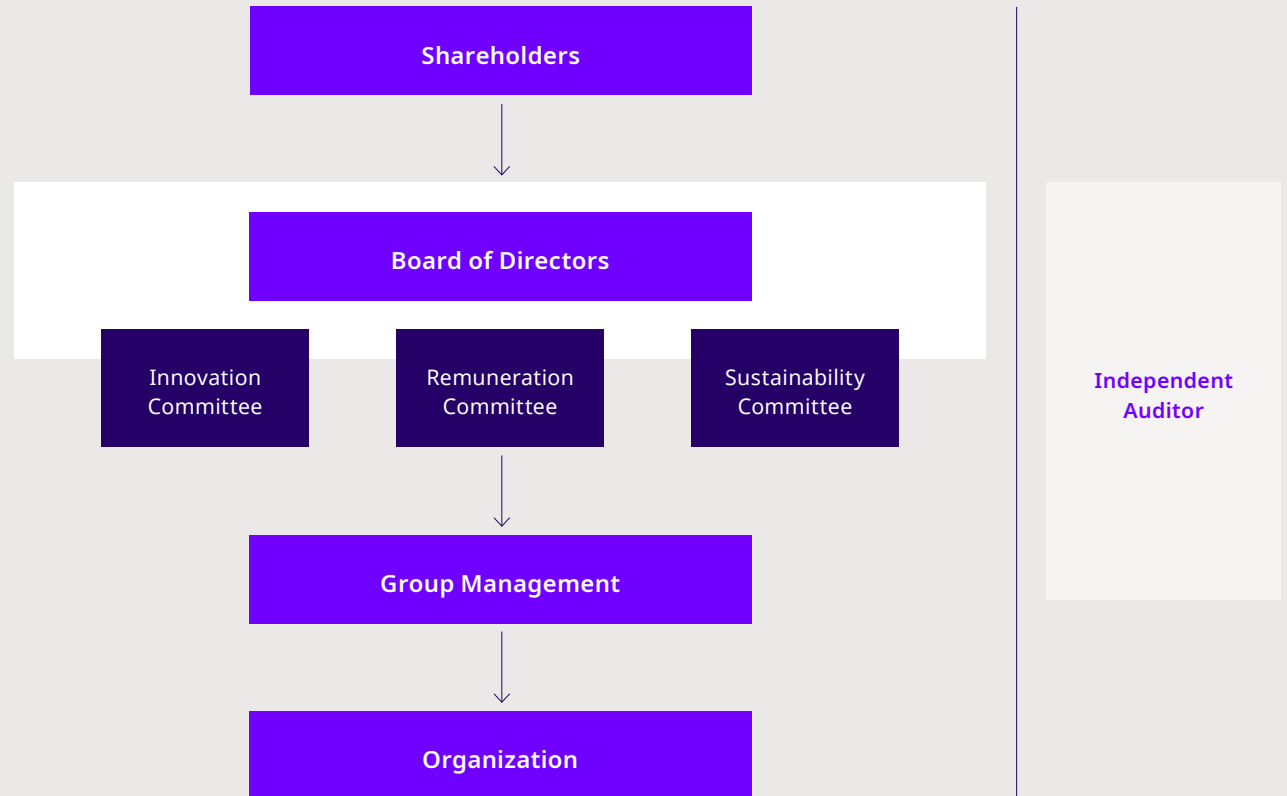 Shareholders
Board of Directors
Innovation
Committee
Remuneration
Committee
Sustainability
Committee
Independent
Auditor
Group Management
Organization